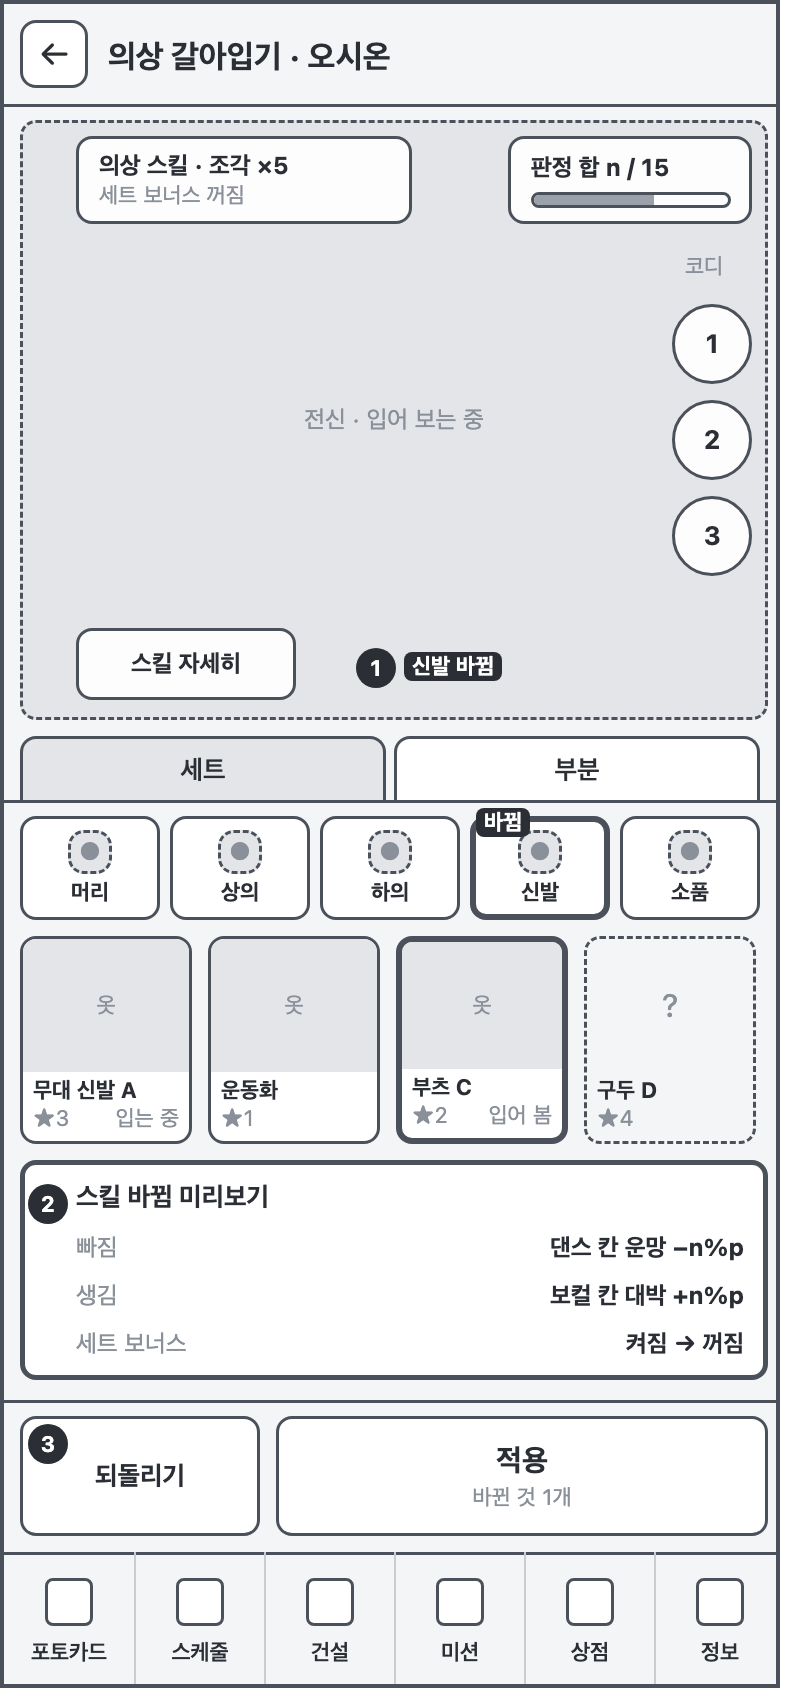 의상 갈아입기 · 오시온
의상 스킬 · 조각 ×5
세트 보너스 꺼짐
판정 합 n / 15
코디
1
2
3
전신 · 입어 보는 중
스킬 자세히
1 신발 바뀜
세트
부분
바뀜
머리
상의
하의
신발
소품
옷
옷
옷
?
무대 신발 A
★3 입는 중
운동화
★1
부츠 C
★2 입어 봄
구두 D
★4
2 스킬 바뀜 미리보기
빠짐 댄스 칸 운망 −n%p
생김 보컬 칸 대박 +n%p
세트 보너스 켜짐 → 꺼짐
3
되돌리기
적용
바뀐 것 1개
포토카드
스케줄
건설
미션
상점
정보